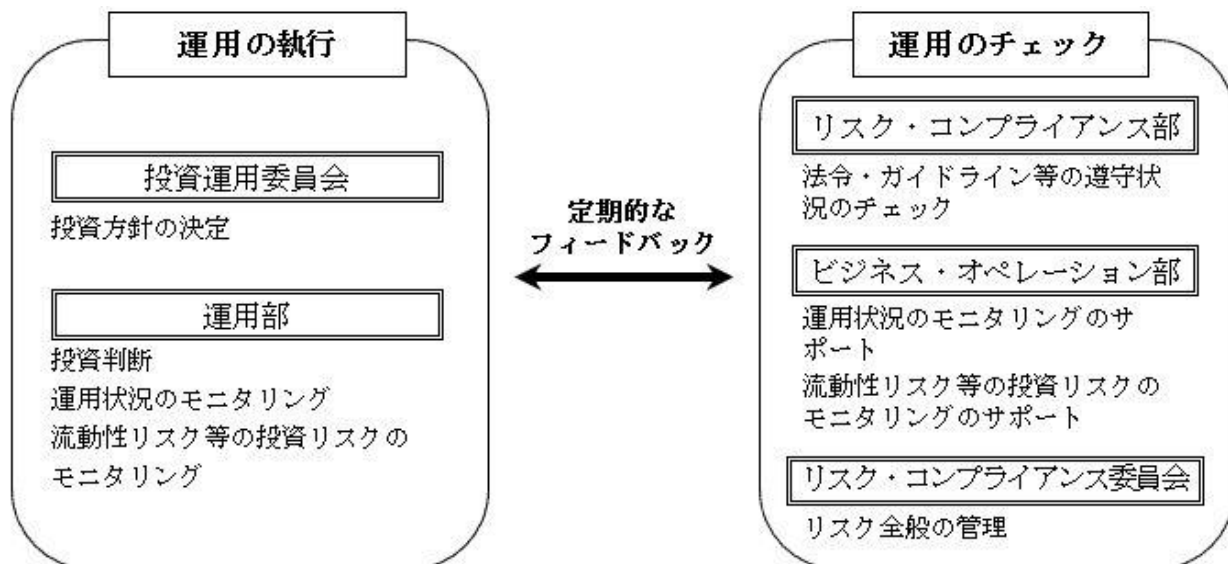 運用の執行
投資運用委員会
投資方針の決定
運用部
投資判断
運用状況のモニタリング
流動性リスク等の投資リスクの
モニタリング
定期的な
フィードバック
運用のチェック
リスク・コンプライアンス部
法令・ガイドライン等の遵守状
況のチェック
ビジネス・オペレーション部
運用状況のモニタリングのサ
ポート
流動性リスク等の投資リスクの
モニタリングのサポート
リスク・コンプライアンス委員会
リスク全般の管理